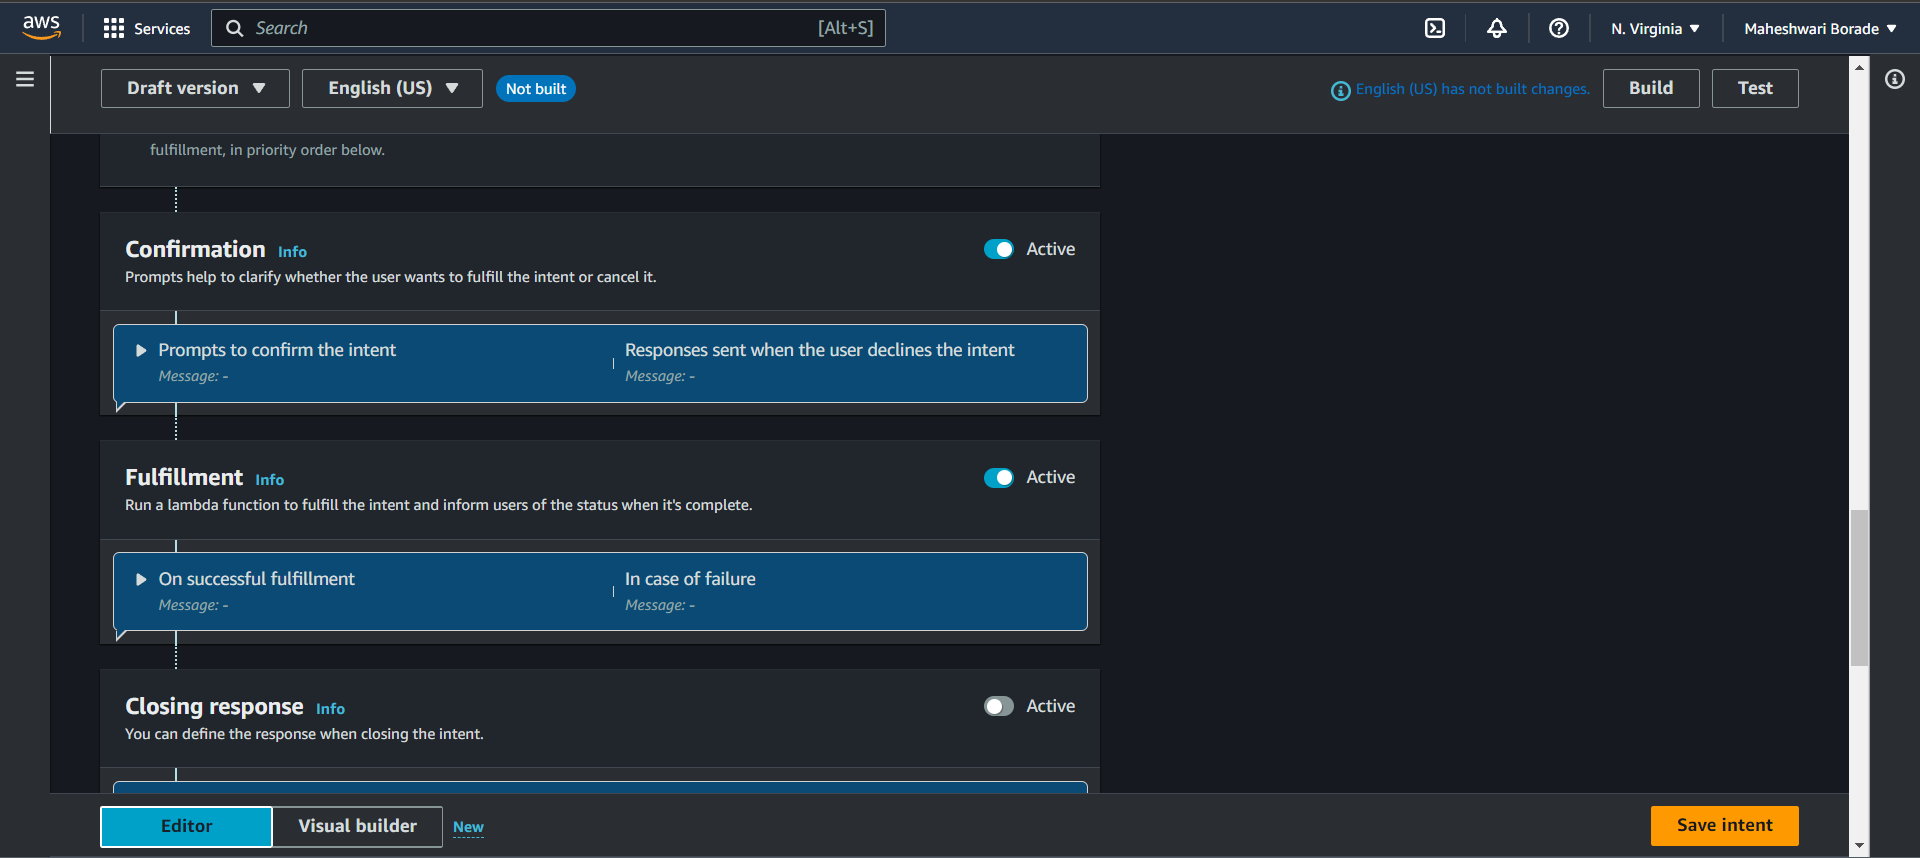 aws
Services
Search [Alt+S]
N. Virginia
Maheshwari Borade
Draft version
English (US)
Not built
English (US) has not built changes.
Build
Test
fulfillment, in priority order below.
Confirmation Info
Active
Prompts help to clarify whether the user wants to fulfill the intent or cancel it.
Prompts to confirm the intent
Message: -
Responses sent when the user declines the intent
Message: -
Fulfillment Info
Active
Run a lambda function to fulfill the intent and inform users of the status when it's complete.
On successful fulfillment
Message: -
In case of failure
Message: -
Closing response Info
Active
You can define the response when closing the intent.
Editor
Visual builder
New
Save intent